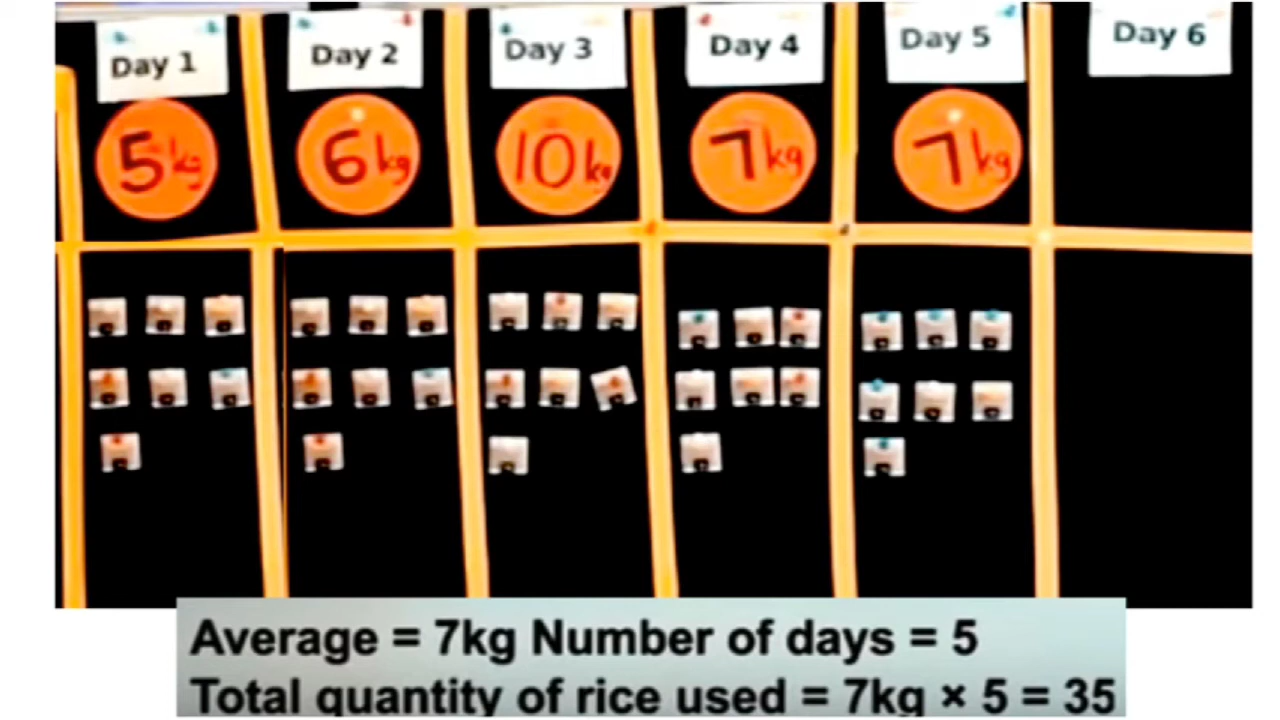 Day 1 Day 2 Day 3 Day 4 Day 5 Day 6
5kg 6kg 10kg 7kg 7kg
Average = 7kg Number of days = 5
Total quantity of rice used = 7kg × 5 = 35